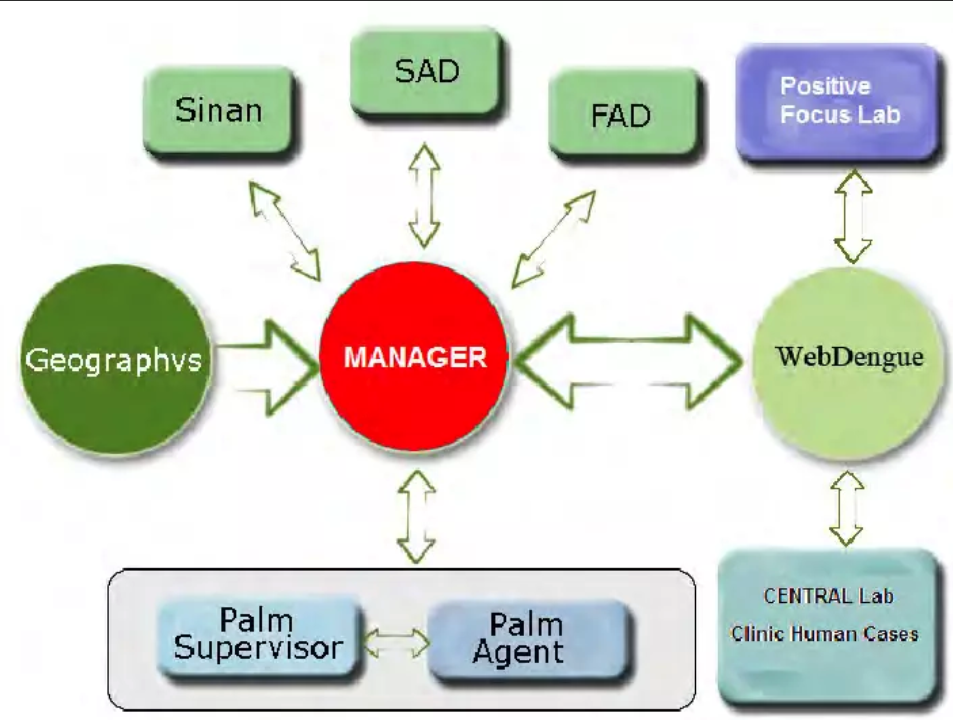 SAD
Sinan
FAD
Positive
Focus Lab
Geographvs
MANAGER
WebDengue
Palm
Supervisor
Palm
Agent
CENTRAL Lab
Clinic Human Cases